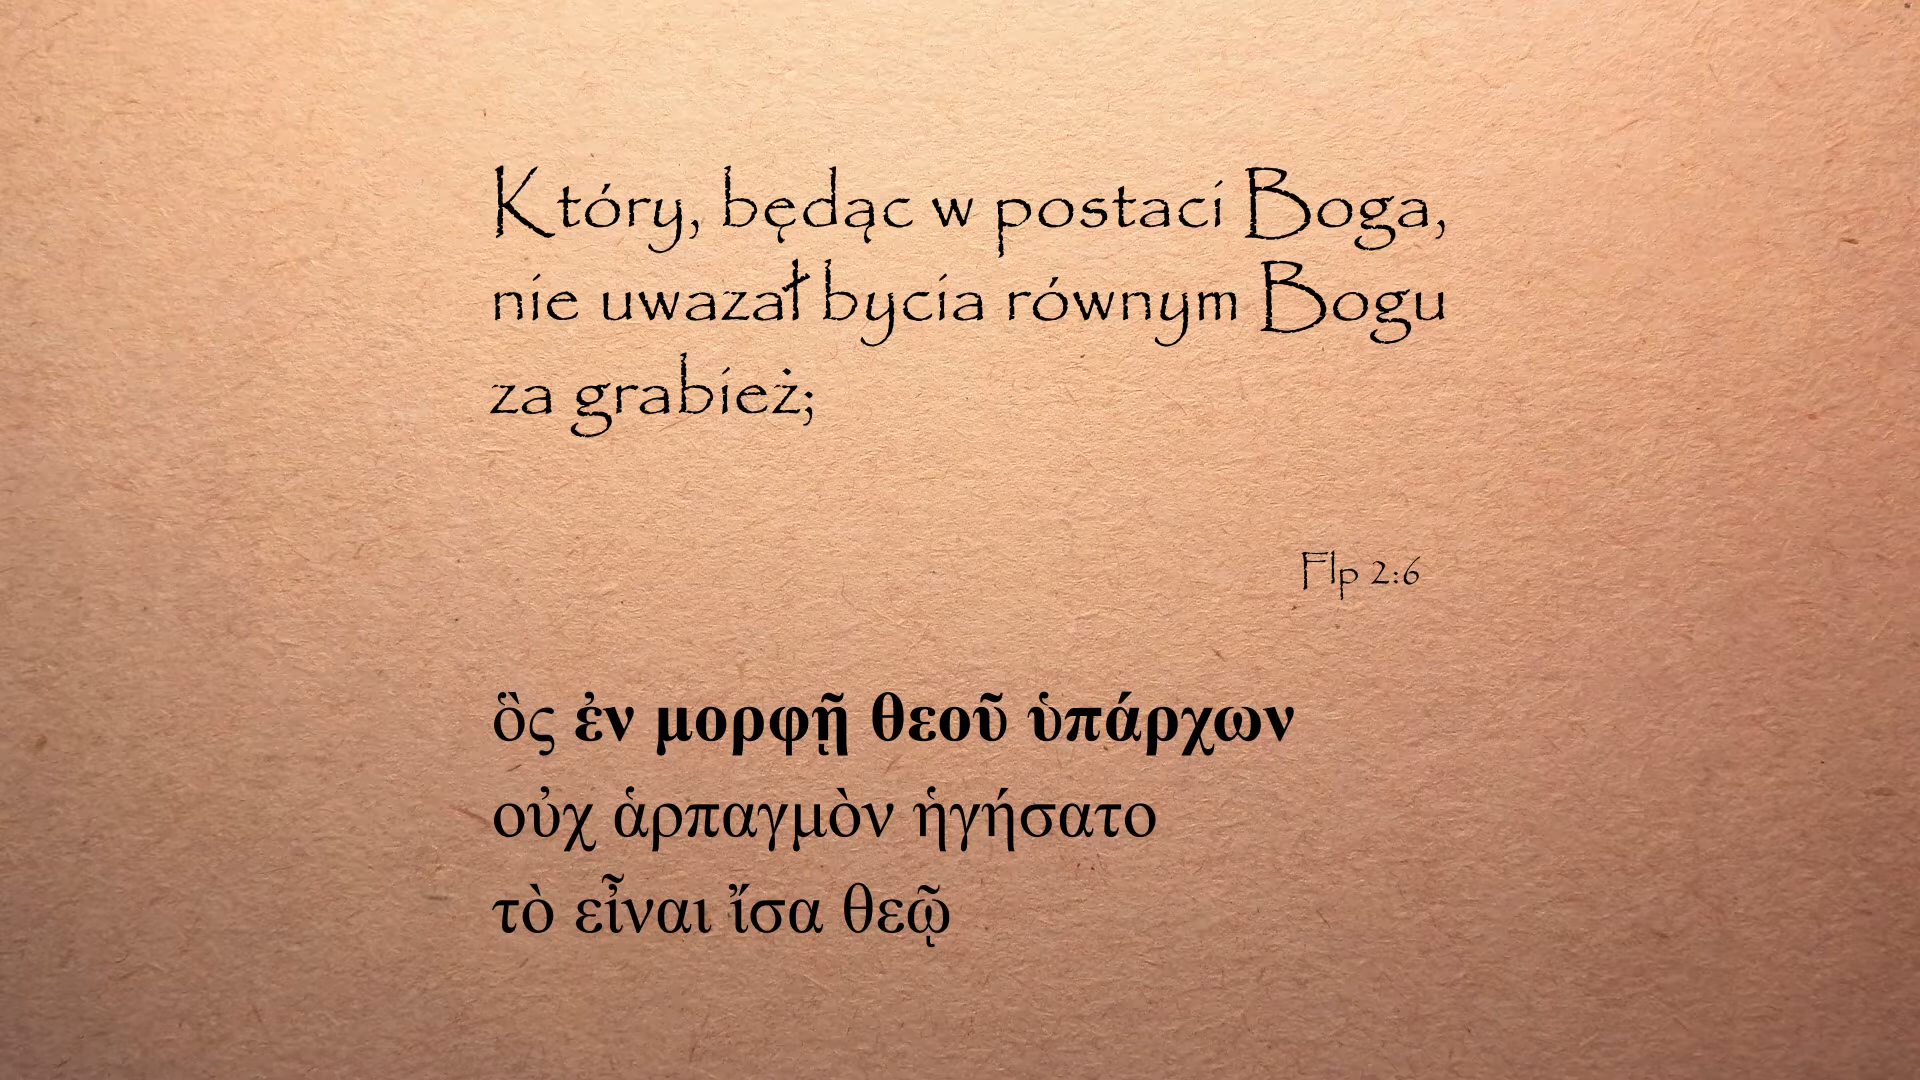 Który, będąc w postaci Boga,
nie uwazał bycia równym Bogu
za grabież;
Flp 2:6
ὃς ἐν μορφῇ θεοῦ ὑπάρχων
οὐχ ἁρπαγμὸν ἡγήσατο
τὸ εἶναι ἴσα θεῷ